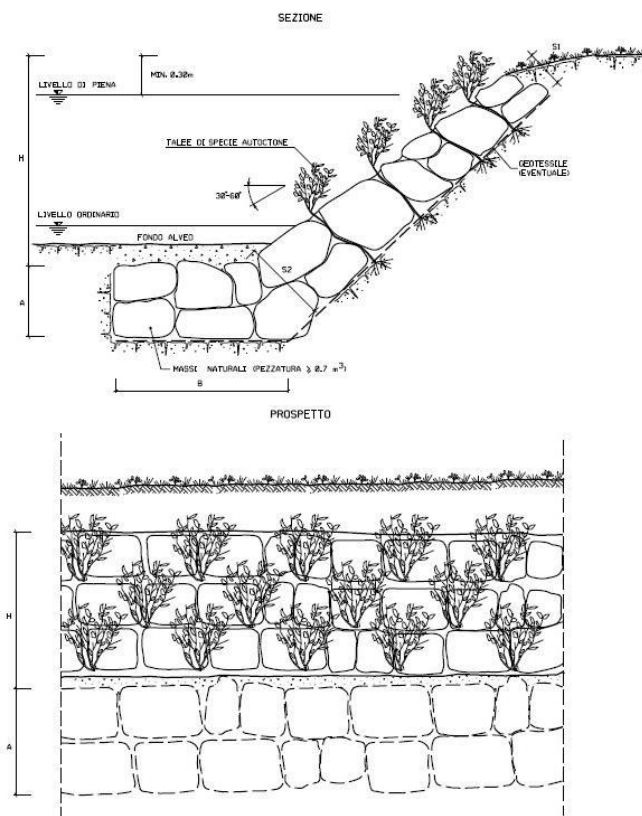 SEZIONE
S1
MIN. 0.30m
LIVELLO DI PIENA
H
TALEE DI SPECIE AUTOCTONE
GEOTESSILE
(EVENTUALE)
30°-60°
LIVELLO ORDINARIO
FONDO ALVEO
S2
A
MASSI NATURALI (PEZZATURA ≥ 0.7 m³)
B
PROSPETTO
H
A